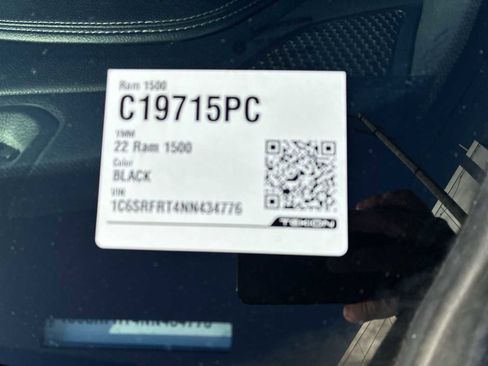 Ram 1500
C19715PC
YMM
22 Ram 1500
Color
BLACK
VIN
1C6SRFRT4NN434776
TEKION